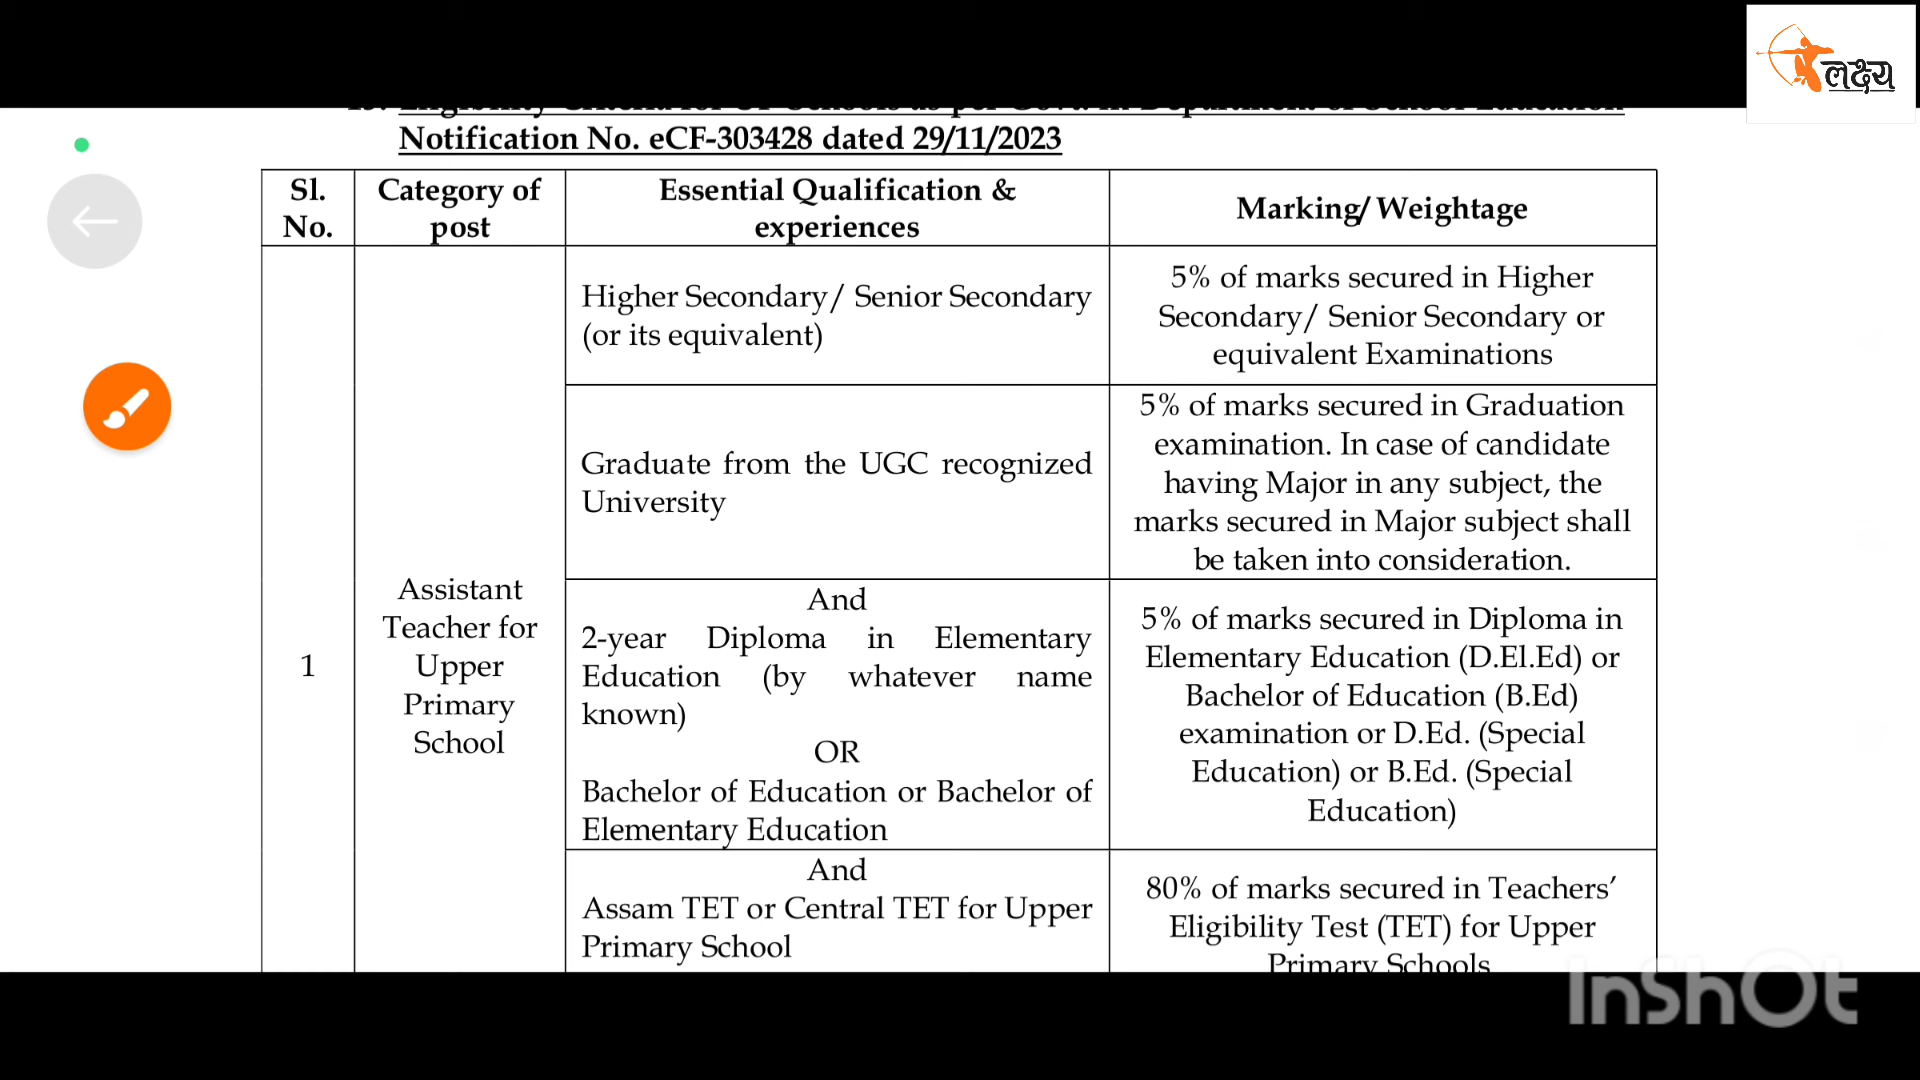 लक्ष्य
Notification No. eCF-303428 dated 29/11/2023
Sl. No.
Category of post
Essential Qualification & experiences
Marking/ Weightage
1
Assistant
Teacher for
Upper
Primary
School
Higher Secondary/ Senior Secondary
(or its equivalent)
5% of marks secured in Higher
Secondary/ Senior Secondary or
equivalent Examinations
Graduate from the UGC recognized
University
5% of marks secured in Graduation
examination. In case of candidate
having Major in any subject, the
marks secured in Major subject shall
be taken into consideration.
And
2-year Diploma in Elementary
Education (by whatever name
known)
OR
Bachelor of Education or Bachelor of
Elementary Education
5% of marks secured in Diploma in
Elementary Education (D.El.Ed) or
Bachelor of Education (B.Ed)
examination or D.Ed. (Special
Education) or B.Ed. (Special
Education)
And
Assam TET or Central TET for Upper
Primary School
80% of marks secured in Teachers’
Eligibility Test (TET) for Upper
Primary Schools
InShOt